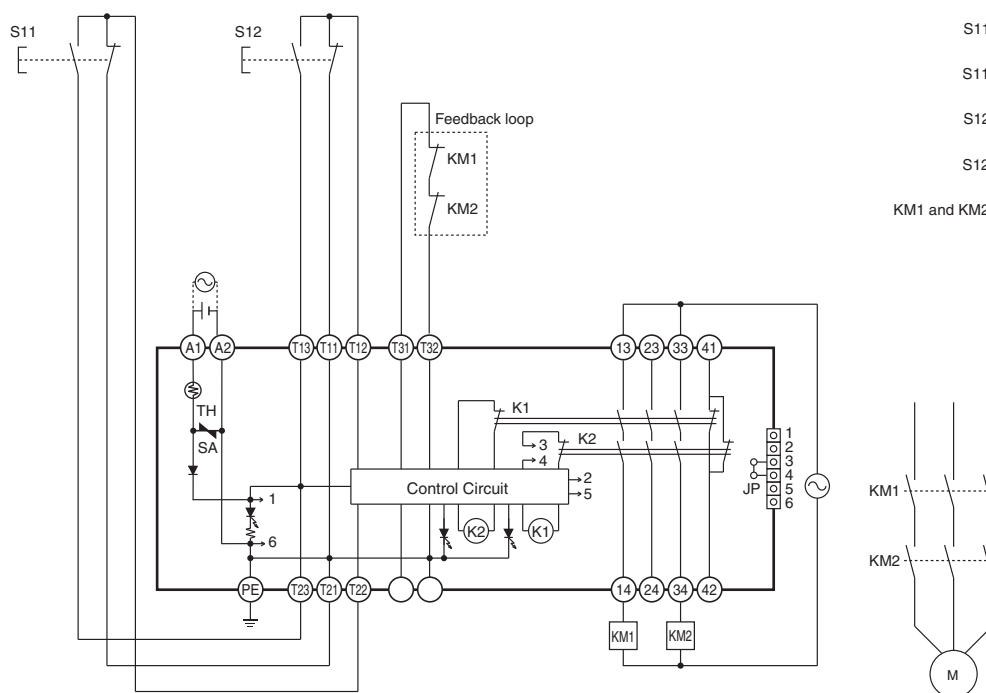 S11
S12
S11
S11
S12
S12
KM1 and KM2
Feedback loop
KM1
KM2
A1 A2 T13 T11 T12 T31 T32 13 23 33 41
TH
SA
K1
K2
3
4
Control Circuit
2
5
1
6
K2
K1
JP
1
2
3
4
5
6
PE T23 T21 T22 14 24 34 42
KM1 KM2
KM1
KM2
M